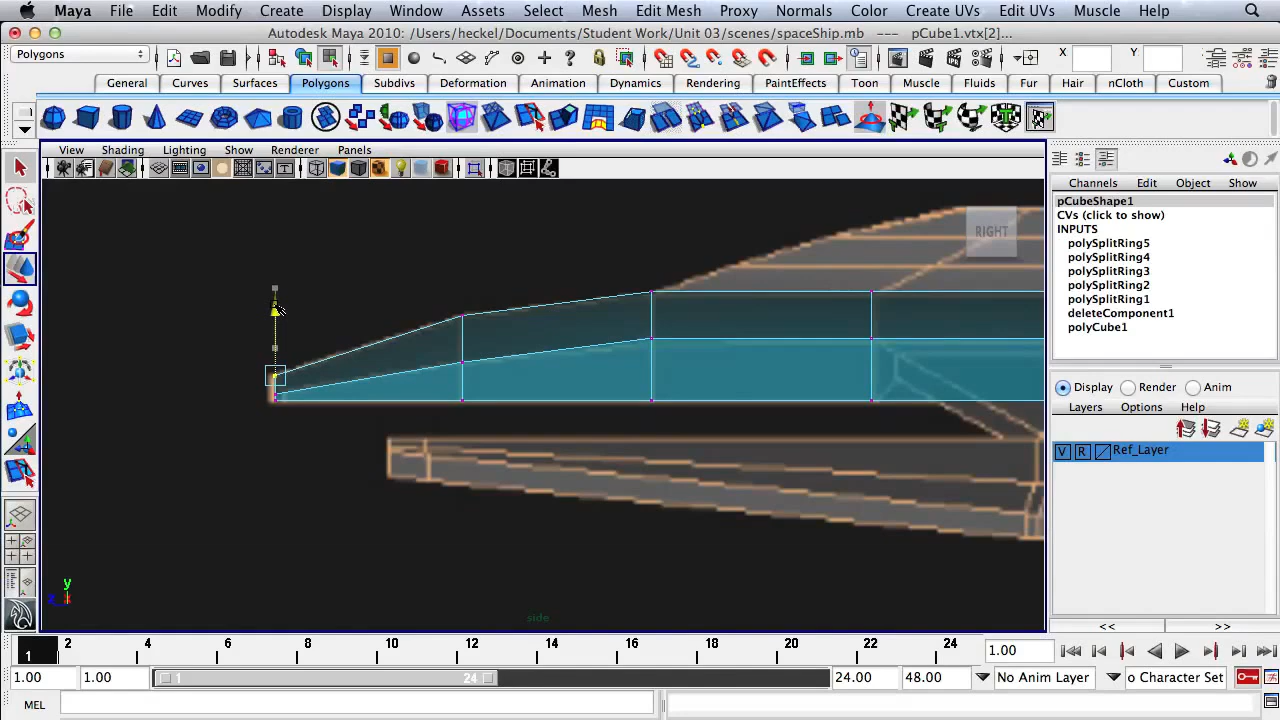 Maya File Edit Modify Create Display Window Assets Select Mesh Edit Mesh Proxy Normals Color Create UVs Edit UVs Muscle Help
Autodesk Maya 2010: /Users/heckel/Documents/Student Work/Unit 03/scenes/spaceShip.mb --- pCube1.vtx[2]...
Polygons X Y
General Curves Surfaces Polygons Subdivs Deformation Animation Dynamics Rendering PaintEffects Toon Muscle Fluids Fur Hair nCloth Custom
View Shading Lighting Show Renderer Panels
Channels Edit Object Show
pCubeShape1
CVs (click to show)
INPUTS
polySplitRing5
polySplitRing4
polySplitRing3
polySplitRing2
polySplitRing1
deleteComponent1
polyCube1
RIGHT
Display Render Anim
Layers Options Help
V R Ref_Layer
y
side
<< >>
1 2 4 6 8 10 12 14 16 18 20 22 24 1.00
1.00 1.00 1 24 24.00 48.00 No Anim Layer o Character Set
MEL